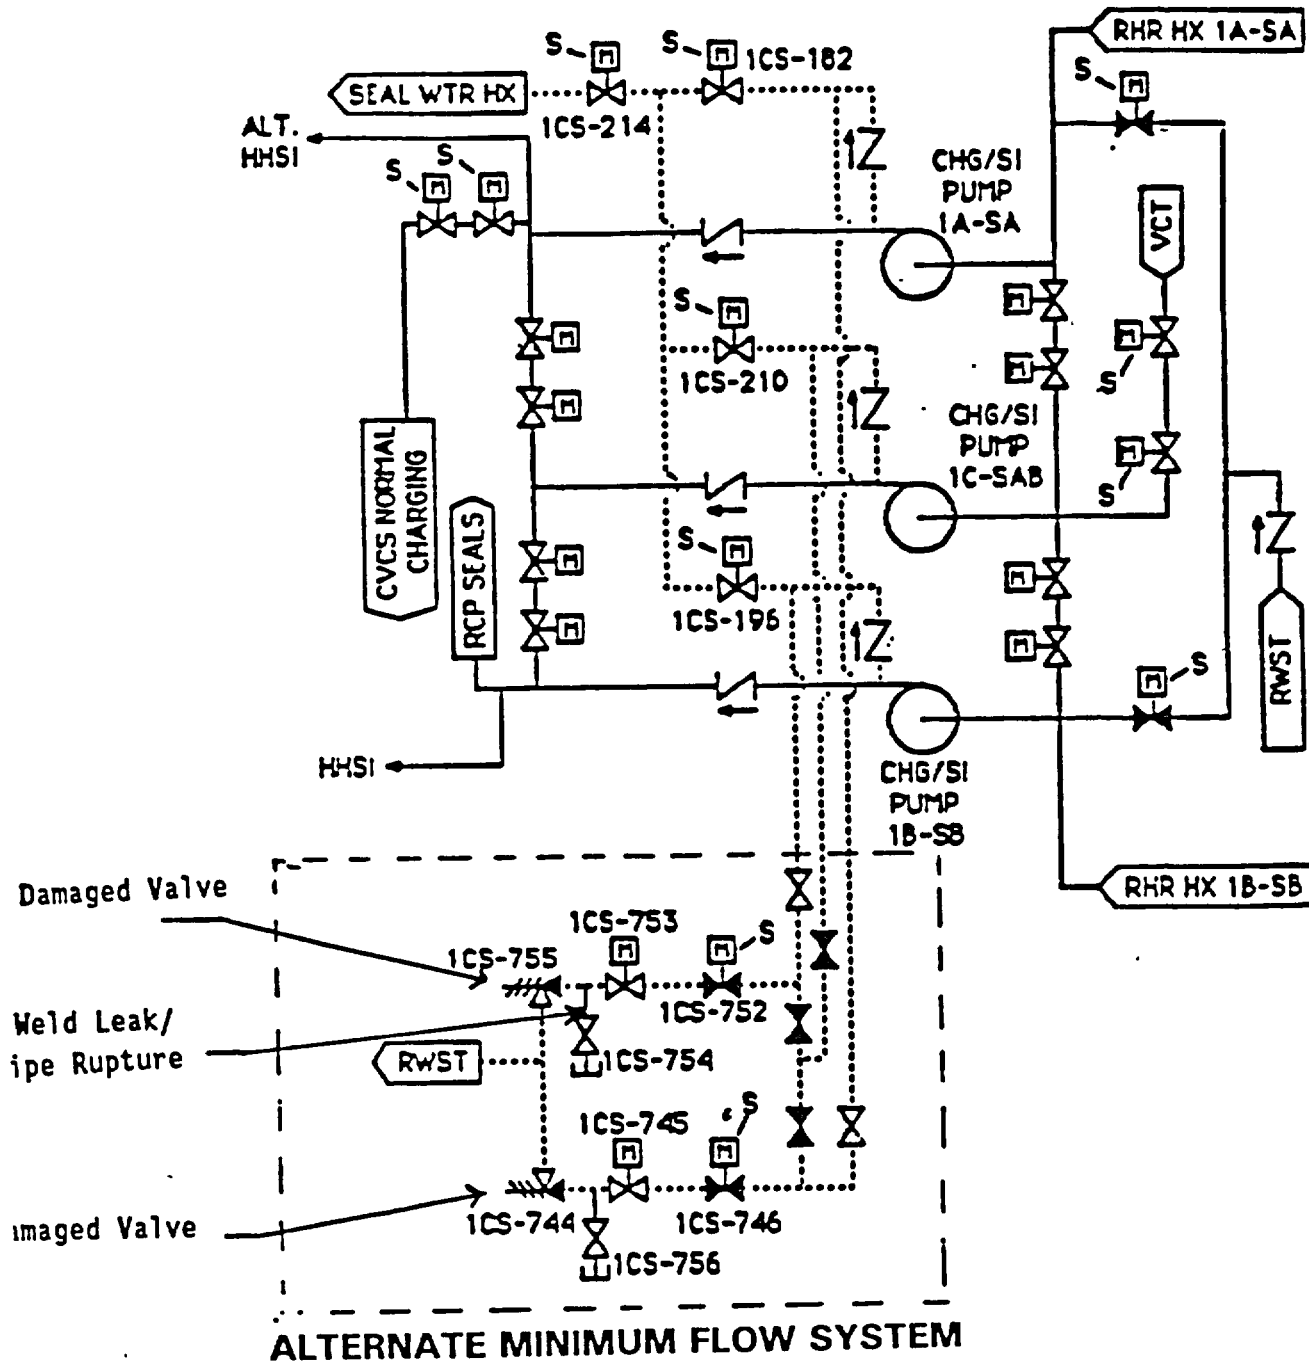 RHR HX 1A-SA
S
M
1CS-182
S
M
SEAL WTR HX
1CS-214
S
M
ALT.
HHSI
S
M
S
M
CHG/SI
PUMP
1A-SA
VCT
S
M
1CS-210
M
M
M
M
M
S
CHG/SI
PUMP
1C-SAB
M
S
CVCS NORMAL
CHARGING
RCP SEALS
S
M
1CS-196
M
M
M
M
RWST
M
S
HHSI
CHG/SI
PUMP
1B-SB
RHR HX 1B-SB
Damaged Valve
1CS-753
M
1CS-755
M
S
1CS-752
Weld Leak/
ipe Rupture
RWST
1CS-754
1CS-745
M
S
M
maged Valve
1CS-744
1CS-746
1CS-756
ALTERNATE MINIMUM FLOW SYSTEM